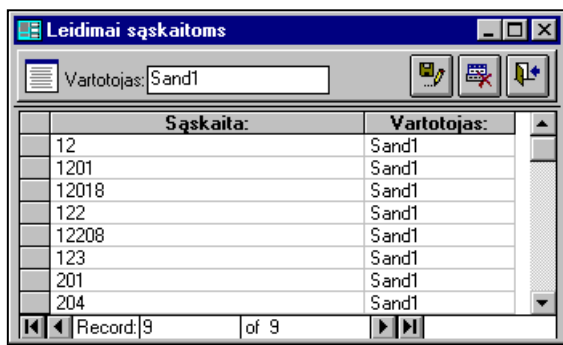 Leidimai sąskaitoms
Vartotojas: Sand1
Sąskaita: Vartotojas:
12 Sand1
1201 Sand1
12018 Sand1
122 Sand1
12208 Sand1
123 Sand1
201 Sand1
204 Sand1
Record: 9 of 9